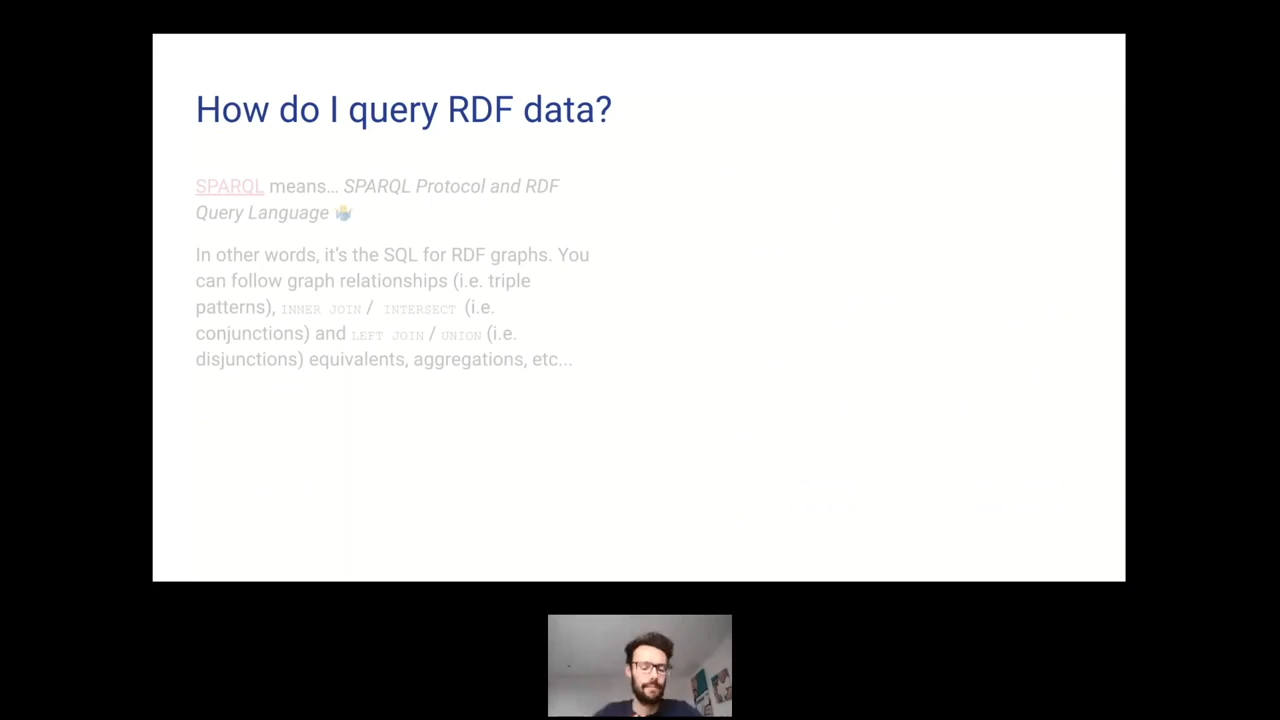 How do I query RDF data?
SPARQL means… SPARQL Protocol and RDF
Query Language 🤷‍♂️
In other words, it's the SQL for RDF graphs. You
can follow graph relationships (i.e. triple
patterns), INNER JOIN / INTERSECT (i.e.
conjunctions) and LEFT JOIN / UNION (i.e.
disjunctions) equivalents, aggregations, etc...